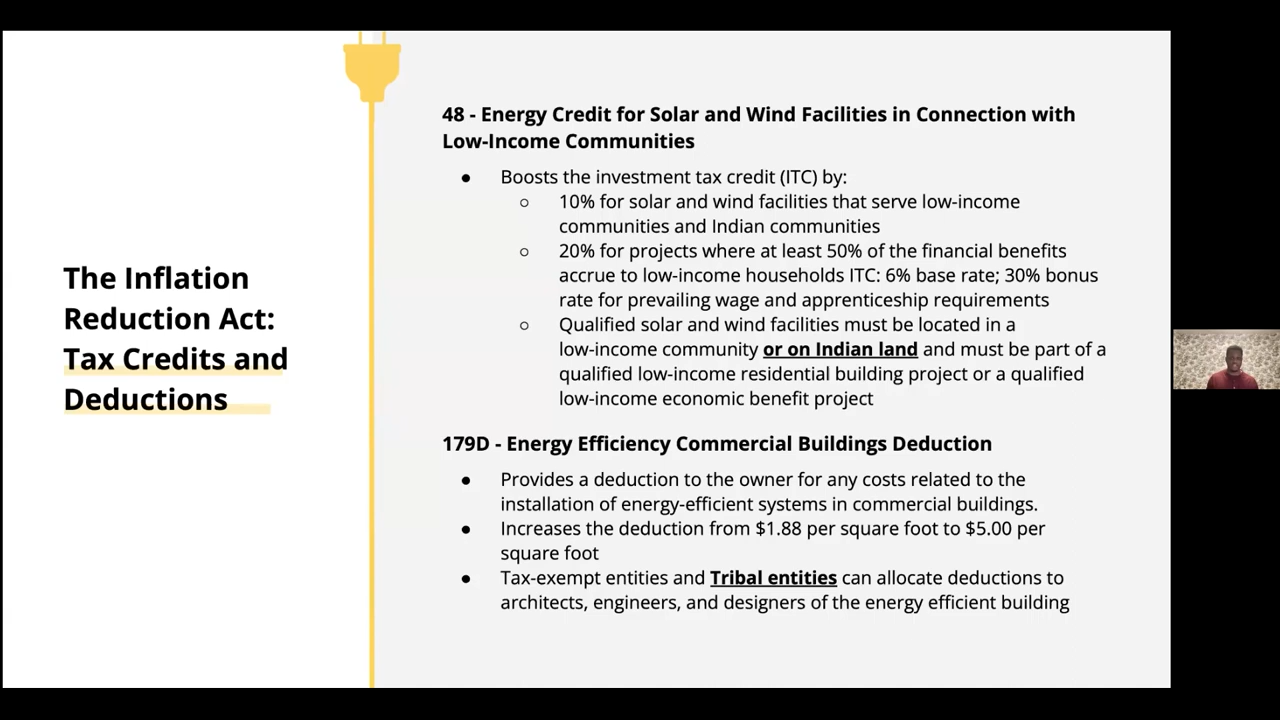 The Inflation
Reduction Act:
Tax Credits and
Deductions
48 - Energy Credit for Solar and Wind Facilities in Connection with
Low-Income Communities
● Boosts the investment tax credit (ITC) by:
○ 10% for solar and wind facilities that serve low-income
communities and Indian communities
○ 20% for projects where at least 50% of the financial benefits
accrue to low-income households ITC: 6% base rate; 30% bonus
rate for prevailing wage and apprenticeship requirements
○ Qualified solar and wind facilities must be located in a
low-income community or on Indian land and must be part of a
qualified low-income residential building project or a qualified
low-income economic benefit project
179D - Energy Efficiency Commercial Buildings Deduction
● Provides a deduction to the owner for any costs related to the
installation of energy-efficient systems in commercial buildings.
● Increases the deduction from $1.88 per square foot to $5.00 per
square foot
● Tax-exempt entities and Tribal entities can allocate deductions to
architects, engineers, and designers of the energy efficient building